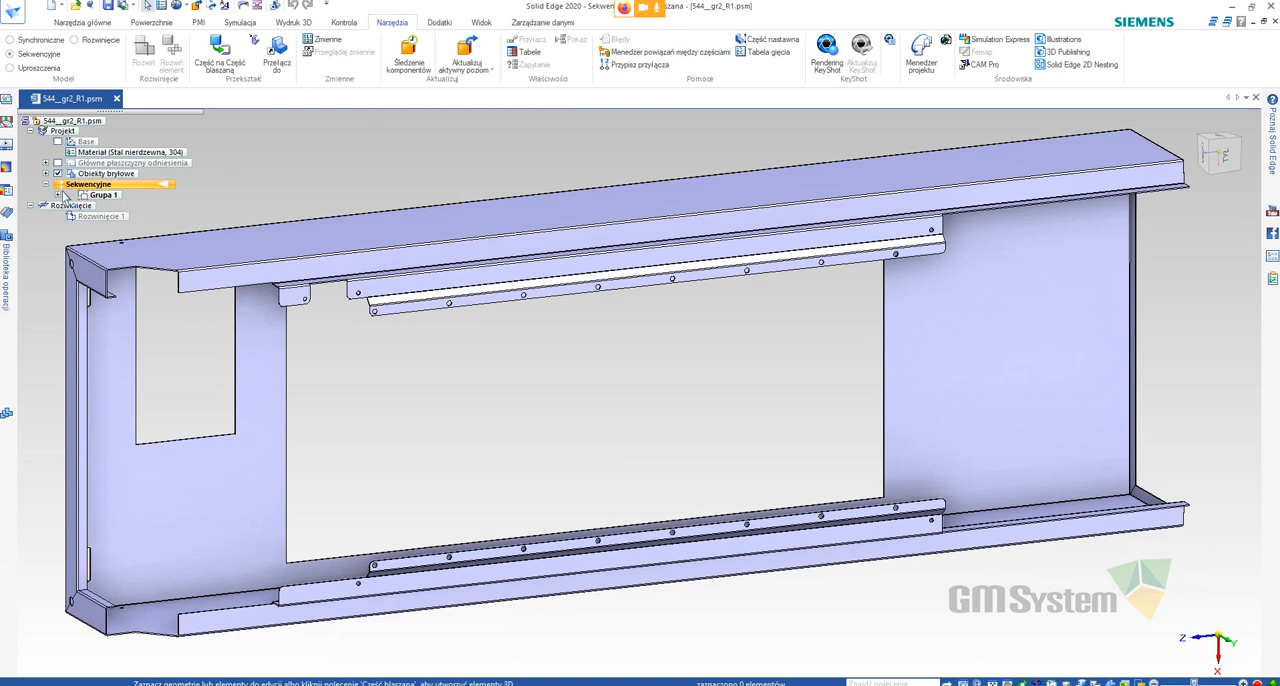 Solid Edge 2020 - Sekwen
blaszana - [544__gr2_R1.psm]
Narzędzia główne
Powierzchnie
PMI
Symulacja
Wydruk 3D
Kontrola
Narzędzia
Dodatki
Widok
Zarządzanie danymi
SIEMENS
Synchroniczne
Rozwinięcie
Sekwencyjne
Uproszczenia
Model
Rozwiń
Rozwiń element
Rozwinięcie
Część na Część blaszaną
Przełącz do
Przekształć
Zmienne
Przeglądaj zmienne
Zmienne
Śledzenie komponentów
Aktualizuj aktywny poziom
Aktualizuj
Przyłącz
Pokaż
Tabele
Zapytanie
Właściwości
Błędy
Menedżer powiązań między częściami
Przypisz przyłącza
Część nastawna
Tabela gięcia
Pomoce
Rendering KeyShot
Aktualizuj KeyShot
KeyShot
Menedżer projektu
Simulation Express
Femap
CAM Pro
Illustrations
3D Publishing
Solid Edge 2D Nesting
Środowiska
544__gr2_R1.psm
544__gr2_R1.psm
Projekt
Base
Materiał (Stal nierdzewna, 304)
Główne płaszczyzny odniesienia
Obiekty bryłowe
Sekwencyjne
Grupa 1
Rozwinięcie
Rozwinięcie 1
Biblioteka operacji
Poznaj Solid Edge
GMSystem
Z
Y
X
Zaznacz geometrię lub elementy do edycji albo kliknij polecenie 'Część blaszana', aby utworzyć elementy 3D.
zaznaczono 0 elementów
Znajdź polecenie